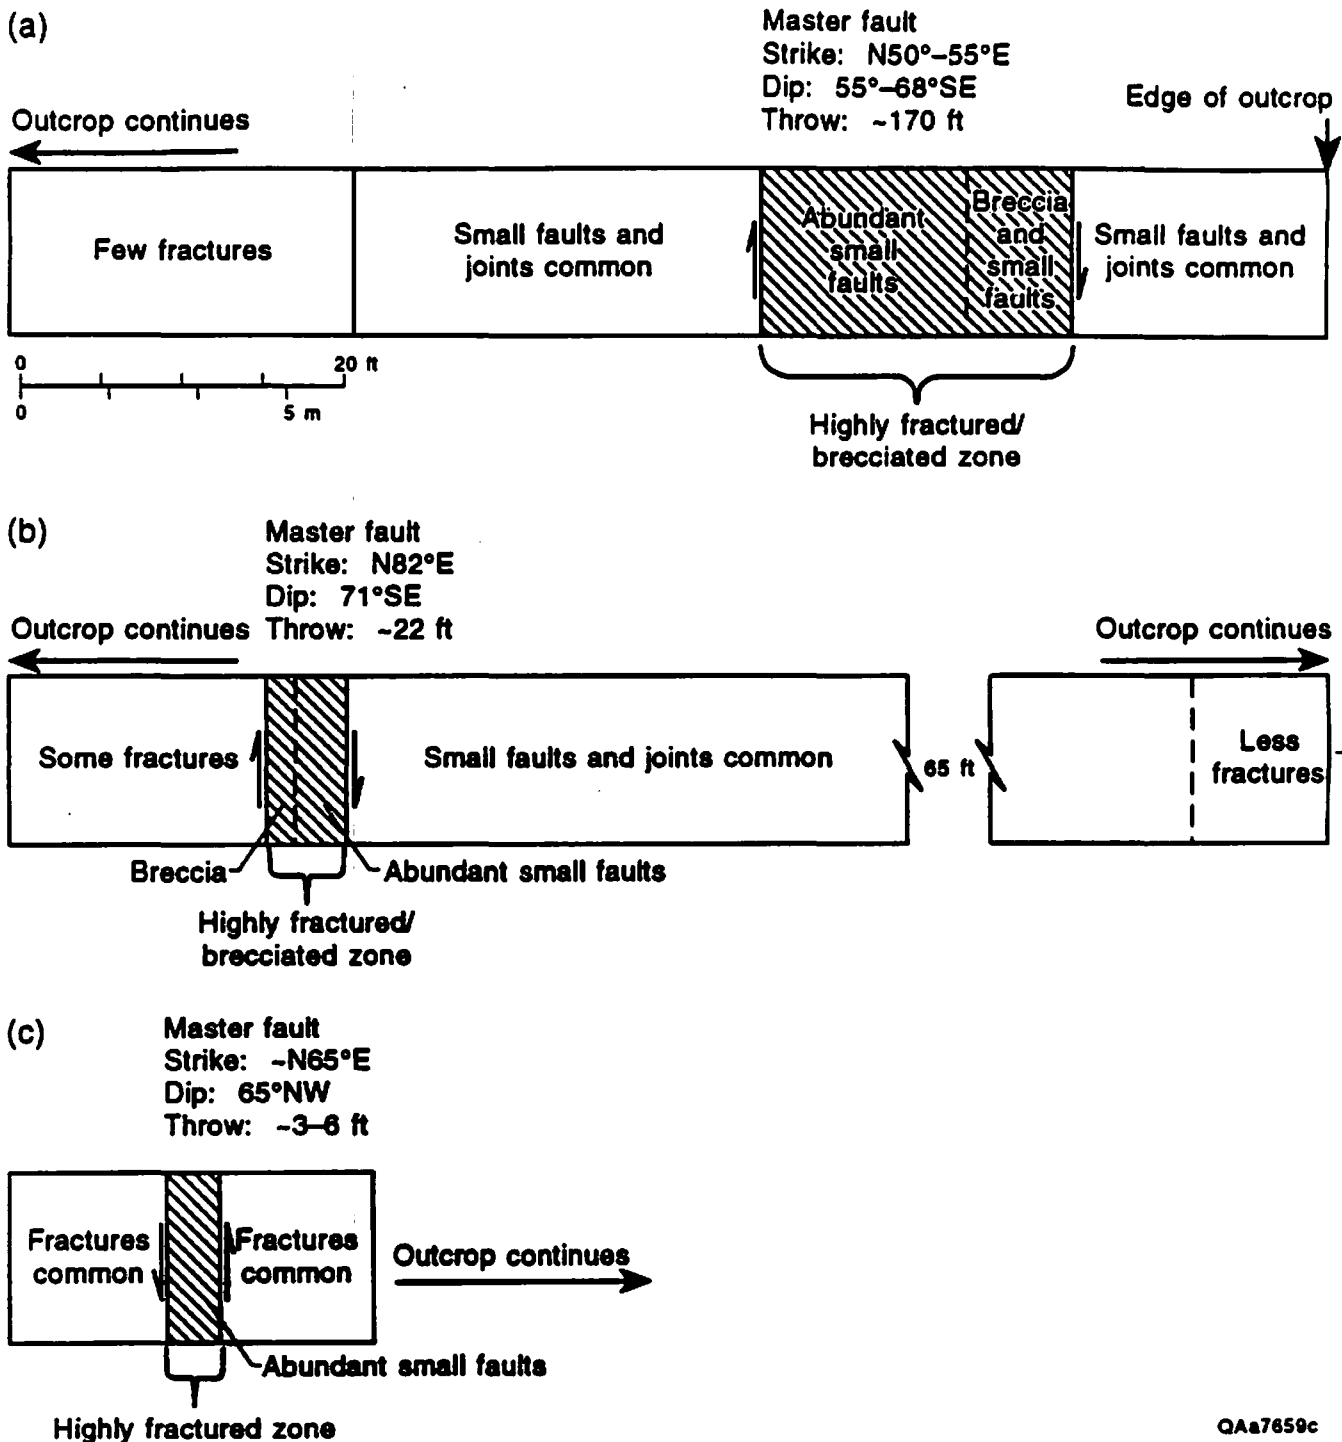 (a)
Master fault
Strike: N50°–55°E
Dip: 55°–68°SE
Throw: ~170 ft
Edge of outcrop
Outcrop continues
Few fractures
Small faults and
joints common
Abundant
small
faults
Breccia
and
small
faults
Small faults and
joints common
0
20 ft
0
5 m
Highly fractured/
brecciated zone
(b)
Master fault
Strike: N82°E
Dip: 71°SE
Throw: ~22 ft
Outcrop continues
Outcrop continues
Some fractures
Small faults and joints common
65 ft
Less
fractures
Breccia
Abundant small faults
Highly fractured/
brecciated zone
(c)
Master fault
Strike: ~N65°E
Dip: 65°NW
Throw: ~3–6 ft
Fractures
common
Fractures
common
Outcrop continues
Abundant small faults
Highly fractured zone
QAa7659c